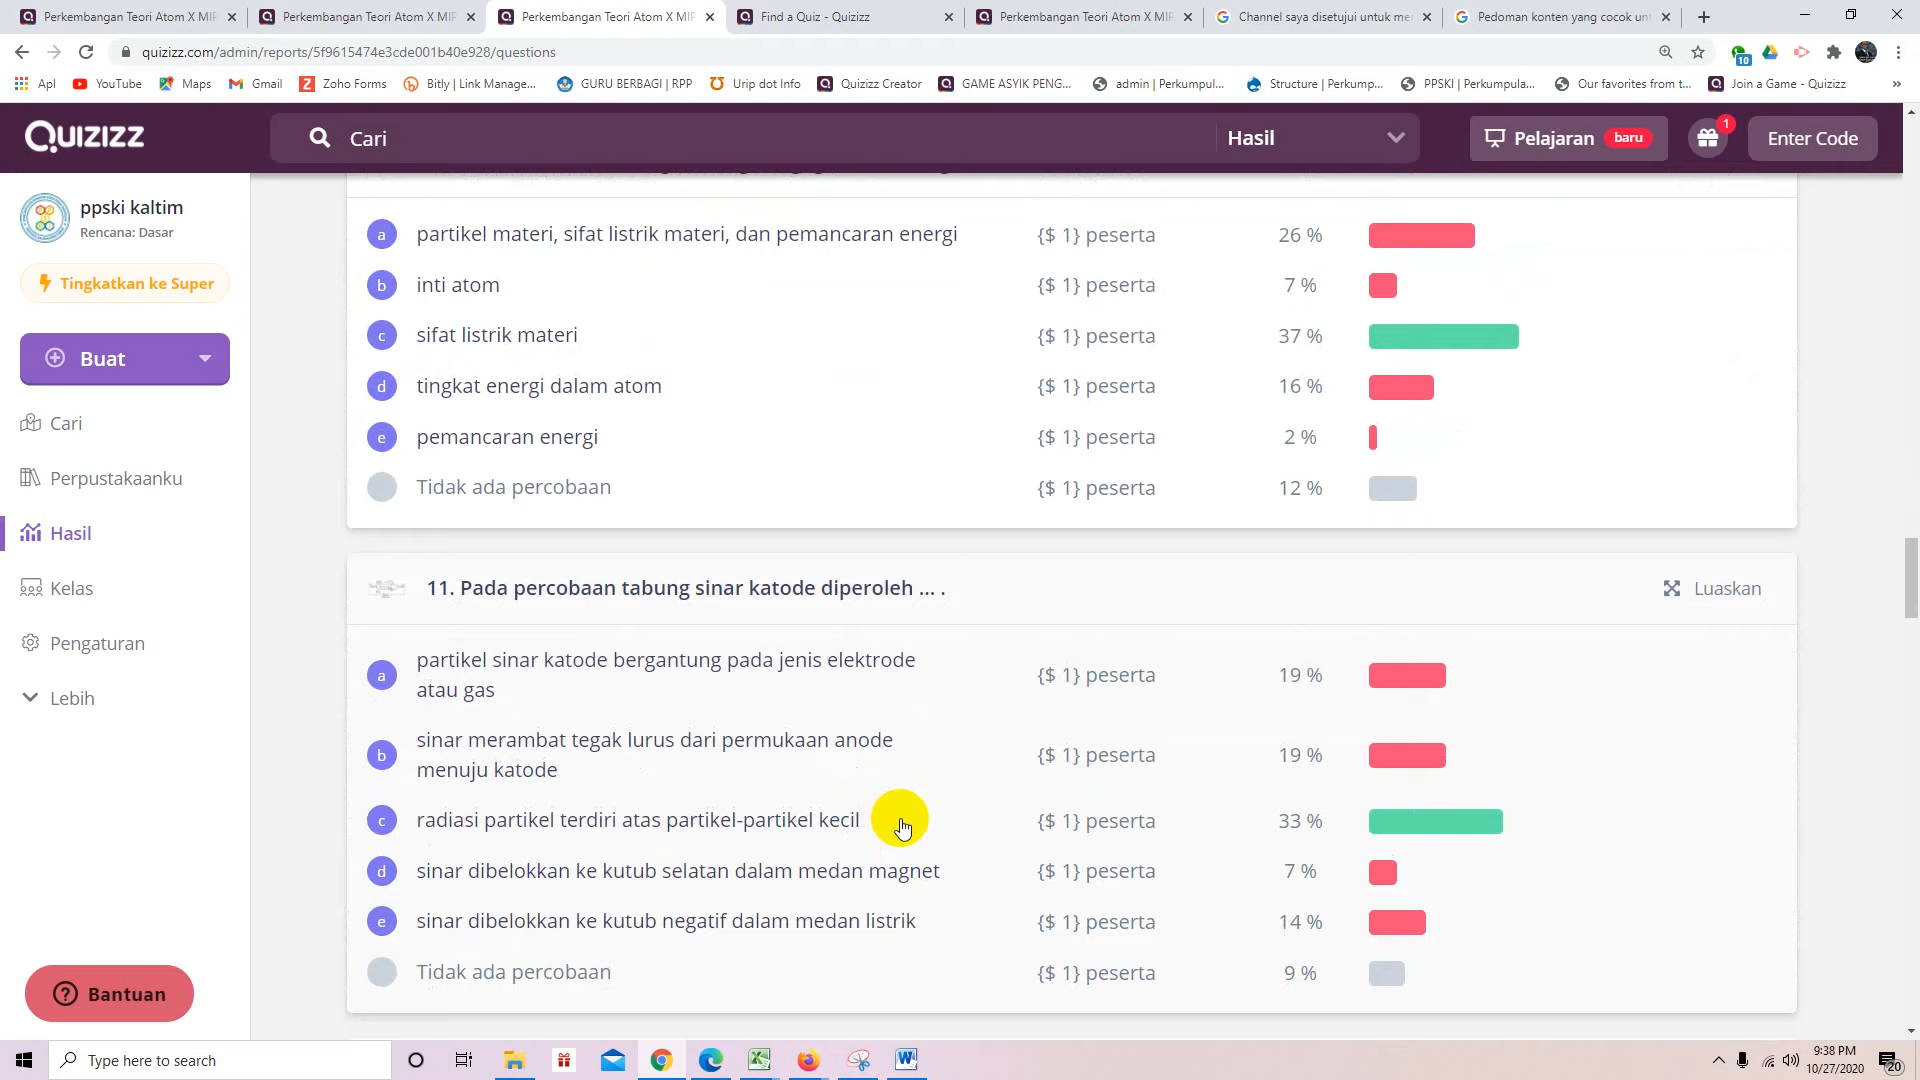 Perkembangan Teori Atom X MIP
Perkembangan Teori Atom X MIP
Perkembangan Teori Atom X MIP
Find a Quiz - Quizizz
Perkembangan Teori Atom X MIP
Channel saya disetujui untuk me
Pedoman konten yang cocok un
quizizz.com/admin/reports/5f9615474e3cde001b40e928/questions
10
Apl
YouTube
Maps
Gmail
Zoho Forms
Bitly | Link Manage...
GURU BERBAGI | RPP
Urip dot Info
Quizizz Creator
GAME ASYIK PENG...
admin | Perkumpul...
Structure | Perkump...
PPSKI | Perkumpula...
Our favorites from t...
Join a Game - Quizizz
»
QUIZIZZ
Cari
Hasil
Pelajaran baru
1
Enter Code
ppski kaltim
Rencana: Dasar
Tingkatkan ke Super
Buat
Cari
Perpustakaanku
Hasil
Kelas
Pengaturan
Lebih
Bantuan
a partikel materi, sifat listrik materi, dan pemancaran energi {$ 1} peserta 26 %
b inti atom {$ 1} peserta 7 %
c sifat listrik materi {$ 1} peserta 37 %
d tingkat energi dalam atom {$ 1} peserta 16 %
e pemancaran energi {$ 1} peserta 2 %
Tidak ada percobaan {$ 1} peserta 12 %
11. Pada percobaan tabung sinar katode diperoleh ... .
Luaskan
a partikel sinar katode bergantung pada jenis elektrode
atau gas
{$ 1} peserta 19 %
b sinar merambat tegak lurus dari permukaan anode
menuju katode
{$ 1} peserta 19 %
c radiasi partikel terdiri atas partikel-partikel kecil {$ 1} peserta 33 %
d sinar dibelokkan ke kutub selatan dalam medan magnet {$ 1} peserta 7 %
e sinar dibelokkan ke kutub negatif dalam medan listrik {$ 1} peserta 14 %
Tidak ada percobaan {$ 1} peserta 9 %
Type here to search
9:38 PM
10/27/2020
20